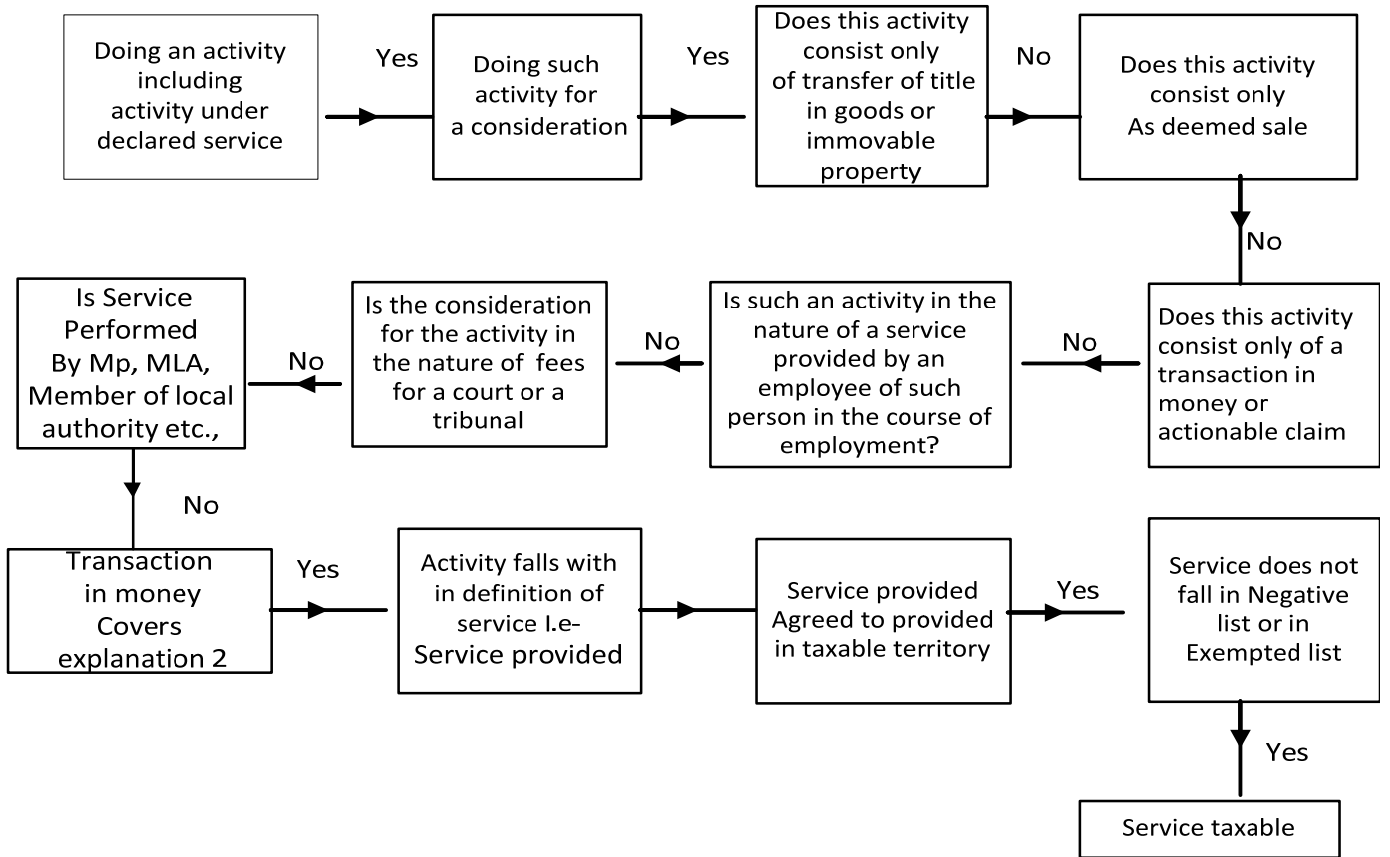 Doing an activity
including
activity under
declared service
Yes
Doing such
activity for
a consideration
Yes
Does this activity
consist only
of transfer of title
in goods or
immovable
property
No
Does this activity
consist only
As deemed sale
No
Does this activity
consist only of a
transaction in
money or
actionable claim
No
Is such an activity in the
nature of a service
provided by an
employee of such
person in the course of
employment?
No
Is the consideration
for the activity in
the nature of fees
for a court or a
tribunal
No
Is Service
Performed
By Mp, MLA,
Member of local
authority etc.,
No
Transaction
in money
Covers
explanation 2
Yes
Activity falls with
in definition of
service I.e-
Service provided
Service provided
Agreed to provided
in taxable territory
Yes
Service does not
fall in Negative
list or in
Exempted list
Yes
Service taxable